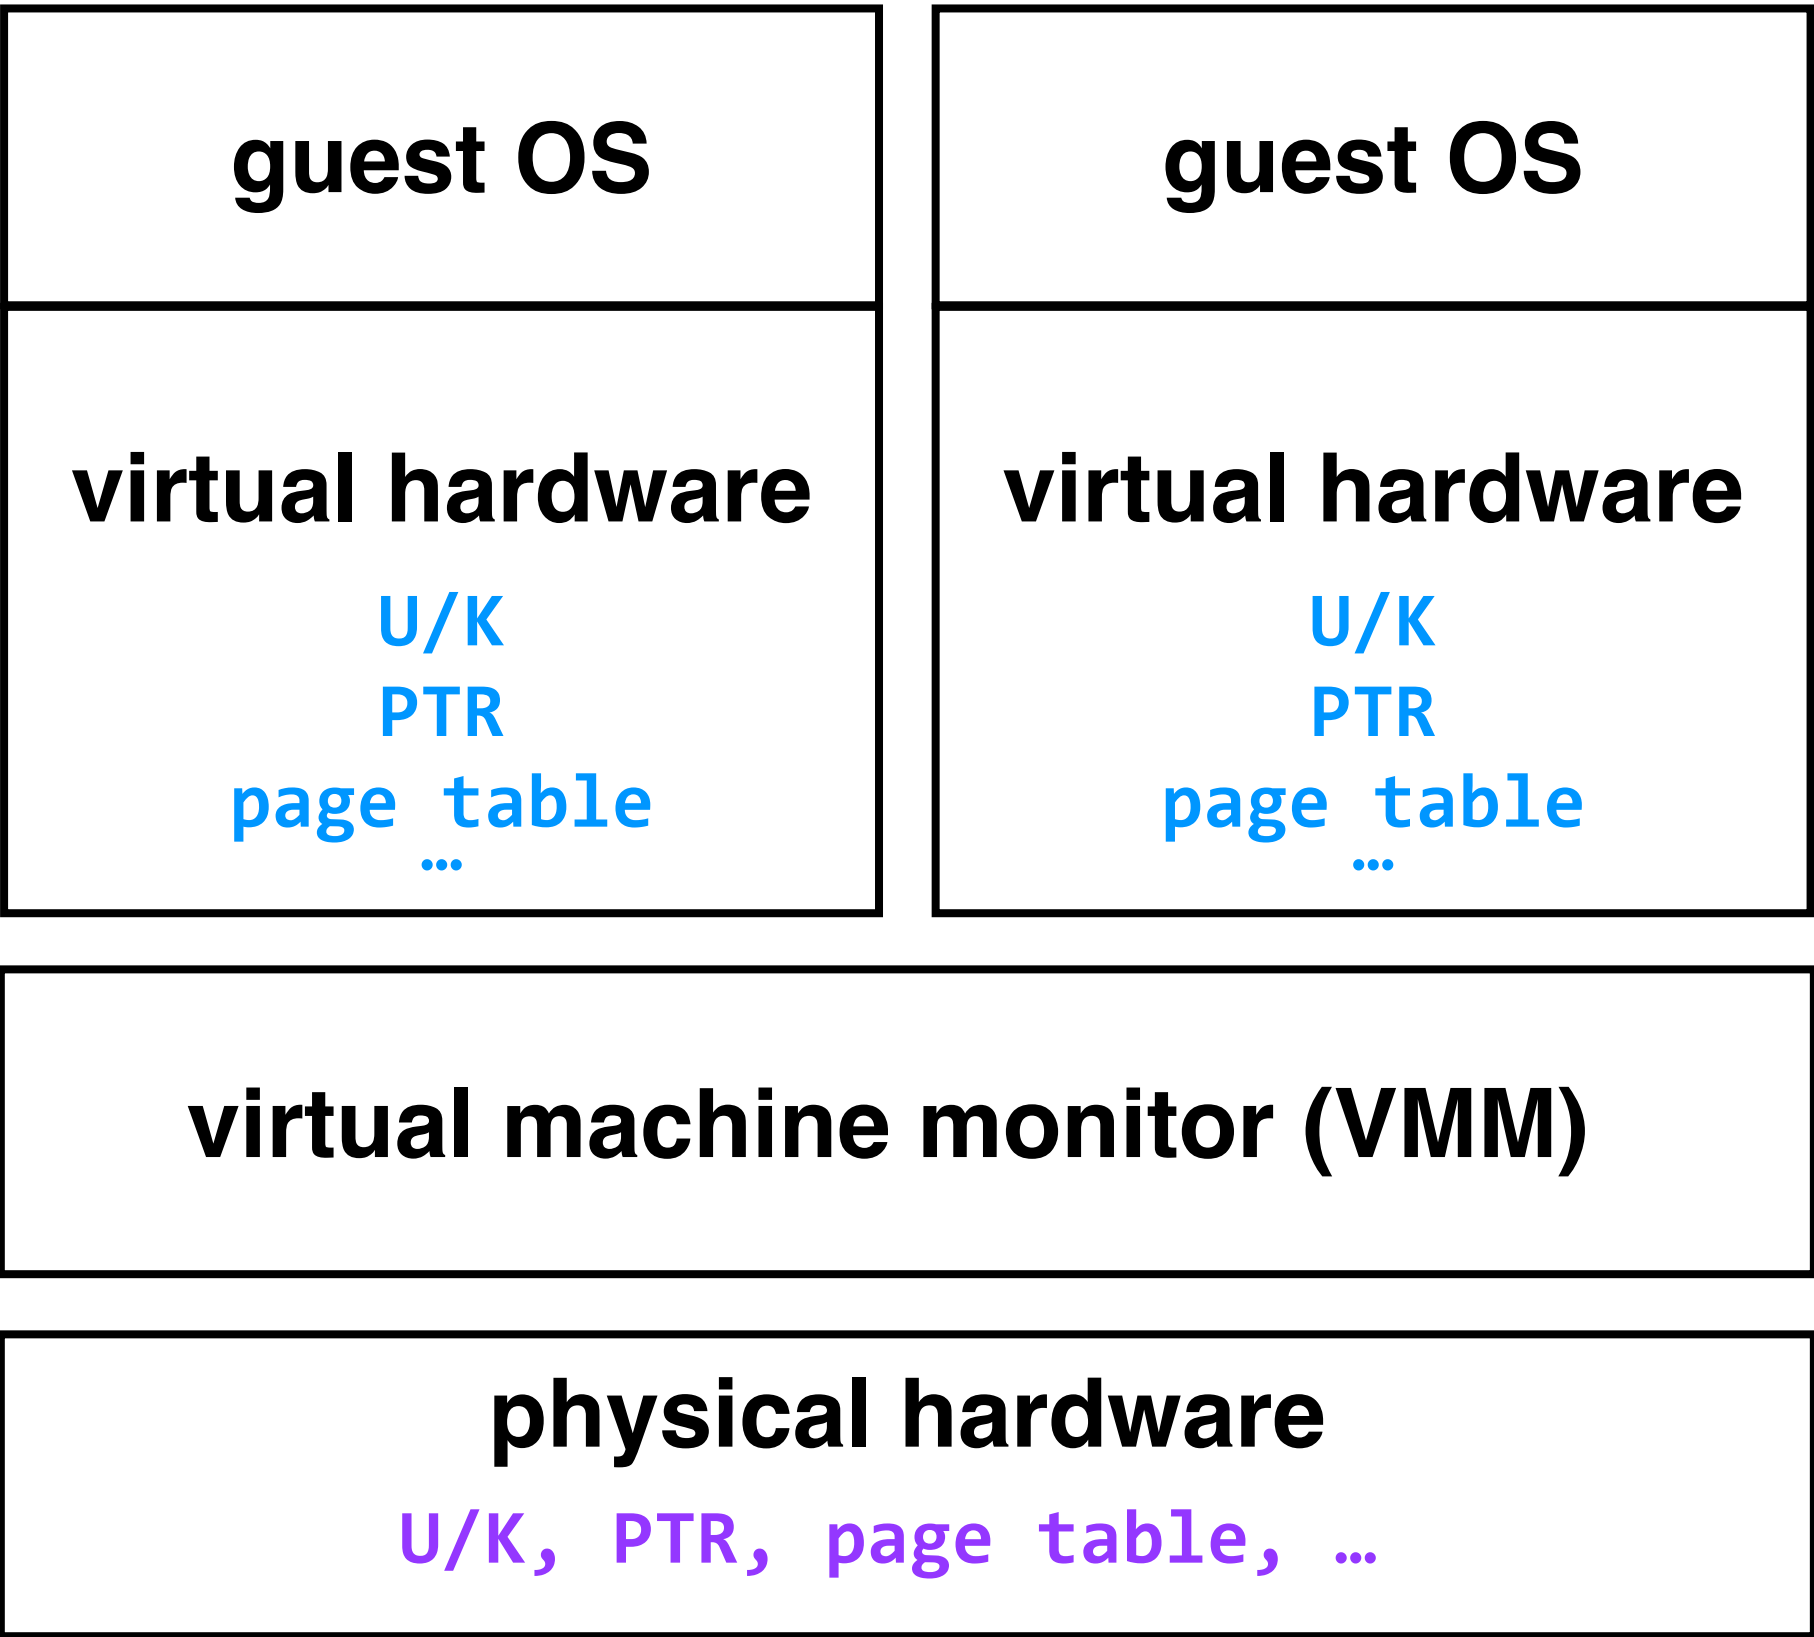 guest OS
virtual hardware
U/K
PTR
page table
…
guest OS
virtual hardware
U/K
PTR
page table
…
virtual machine monitor (VMM)
physical hardware
U/K, PTR, page table, …